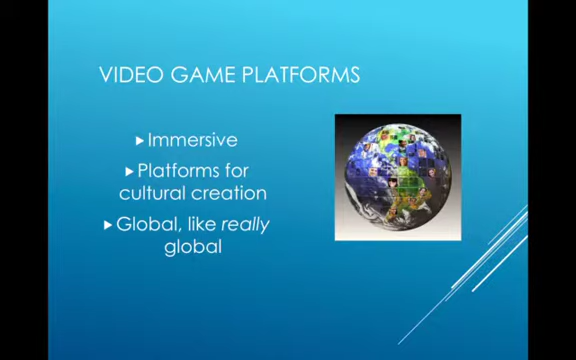 VIDEO GAME PLATFORMS
Immersive
Platforms for
cultural creation
Global, like really
global